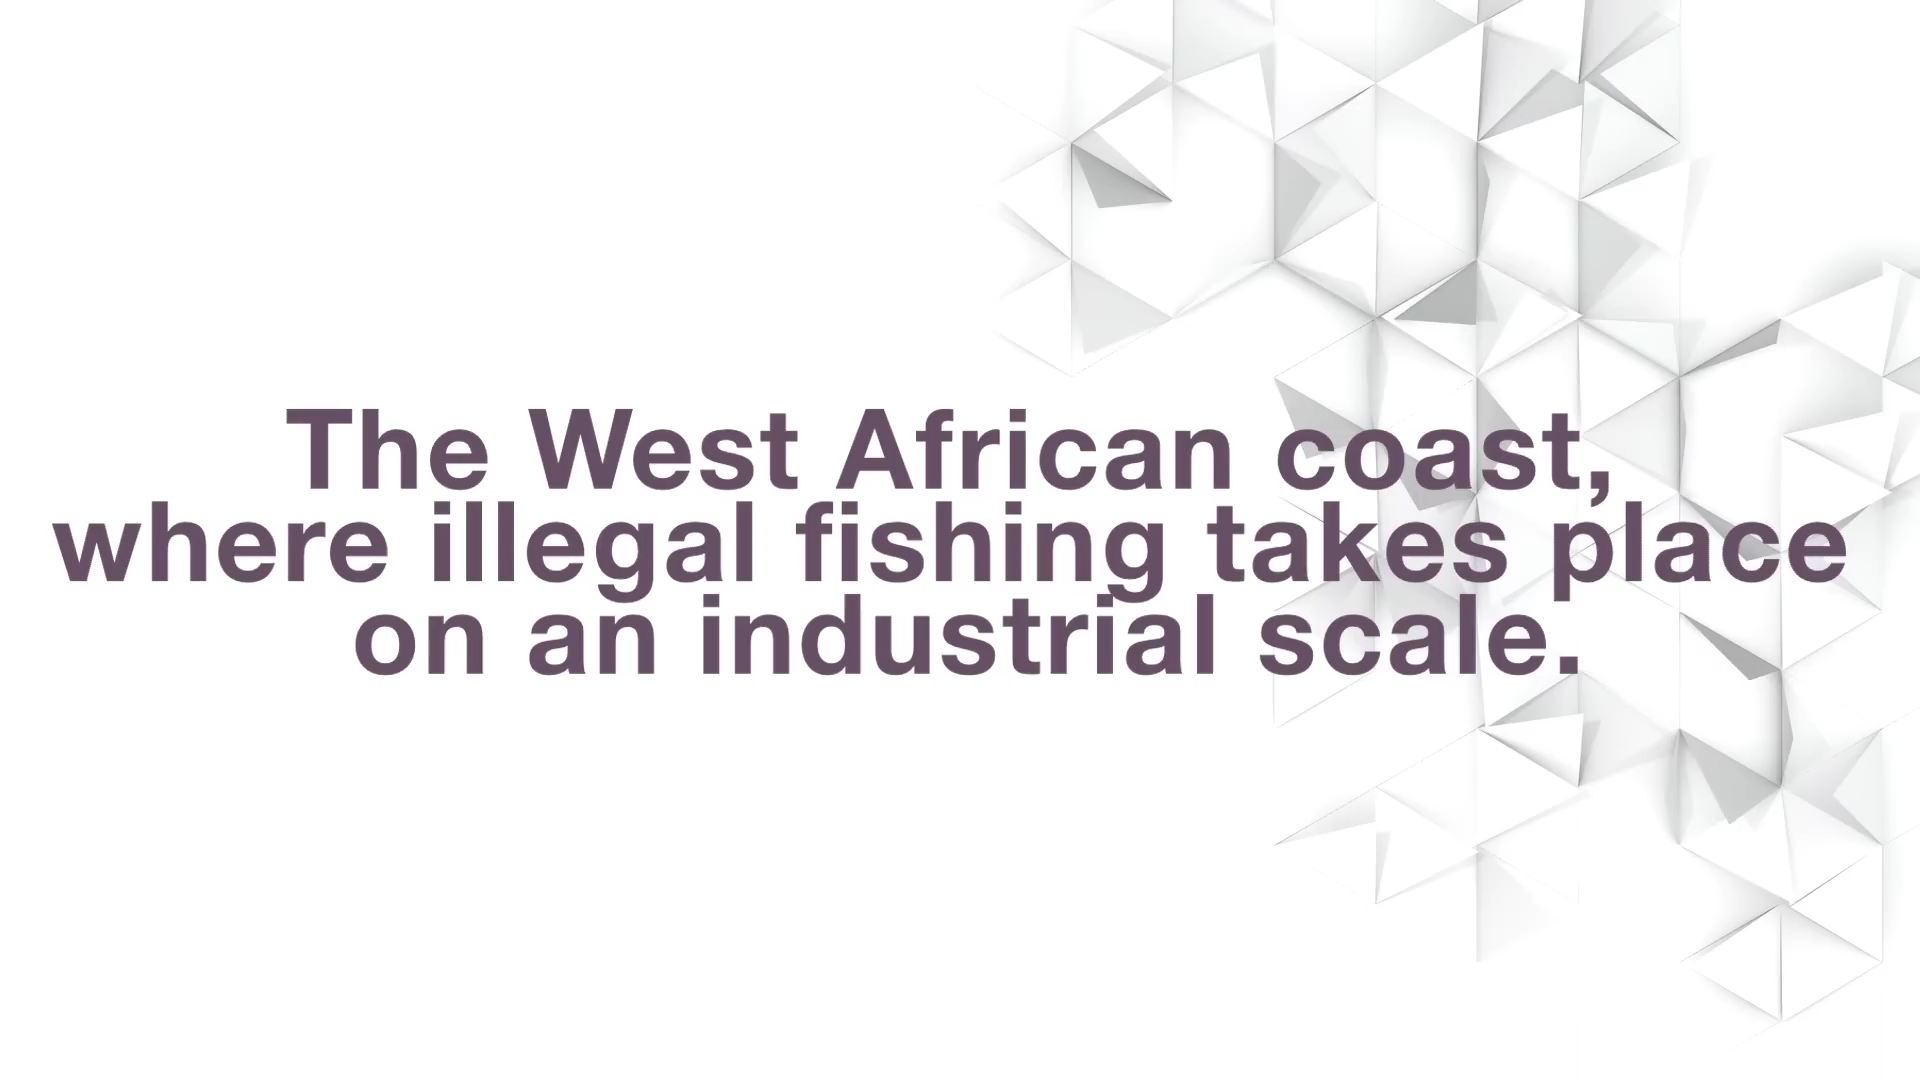 The West African coast,
where illegal fishing takes place
on an industrial scale.